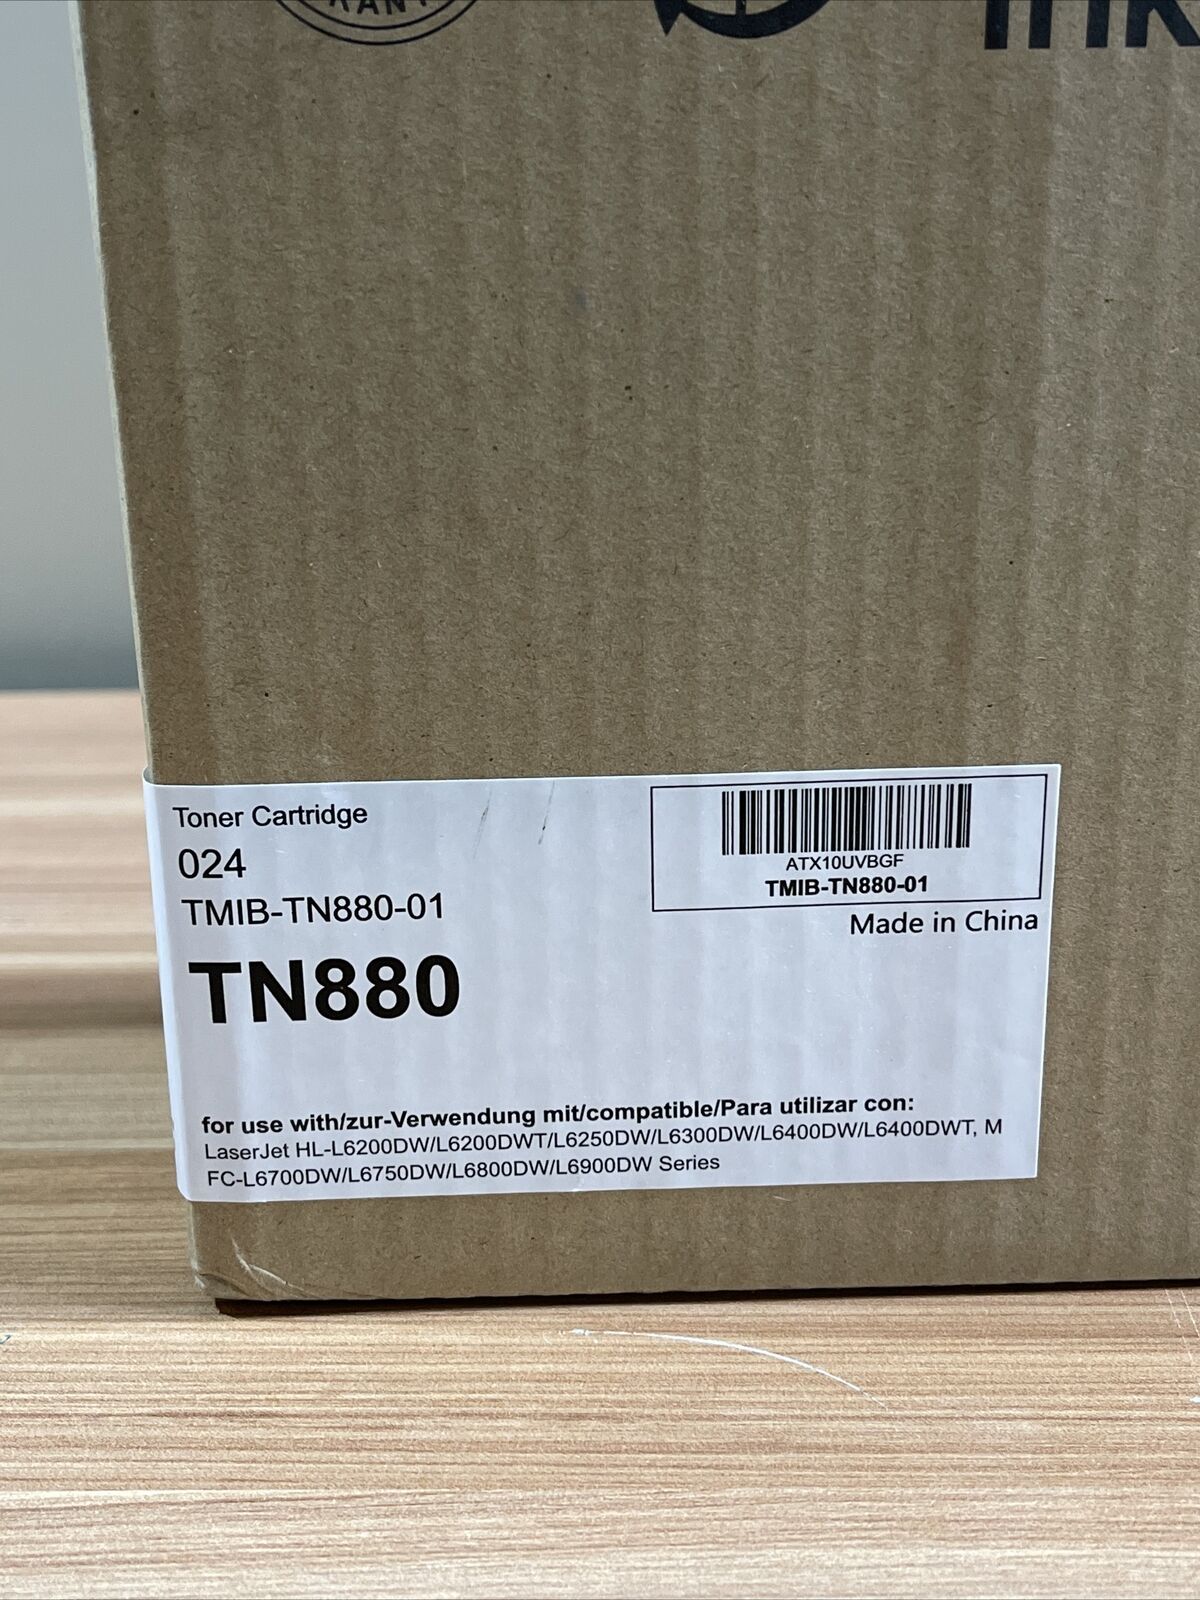 Toner Cartridge
024
TMIB-TN880-01
TN880
ATX10UVBGF
TMIB-TN880-01
Made in China
for use with/zur-Verwendung mit/compatible/Para utilizar con:
LaserJet HL-L6200DW/L6200DWT/L6250DW/L6300DW/L6400DW/L6400DWT, M
FC-L6700DW/L6750DW/L6800DW/L6900DW Series